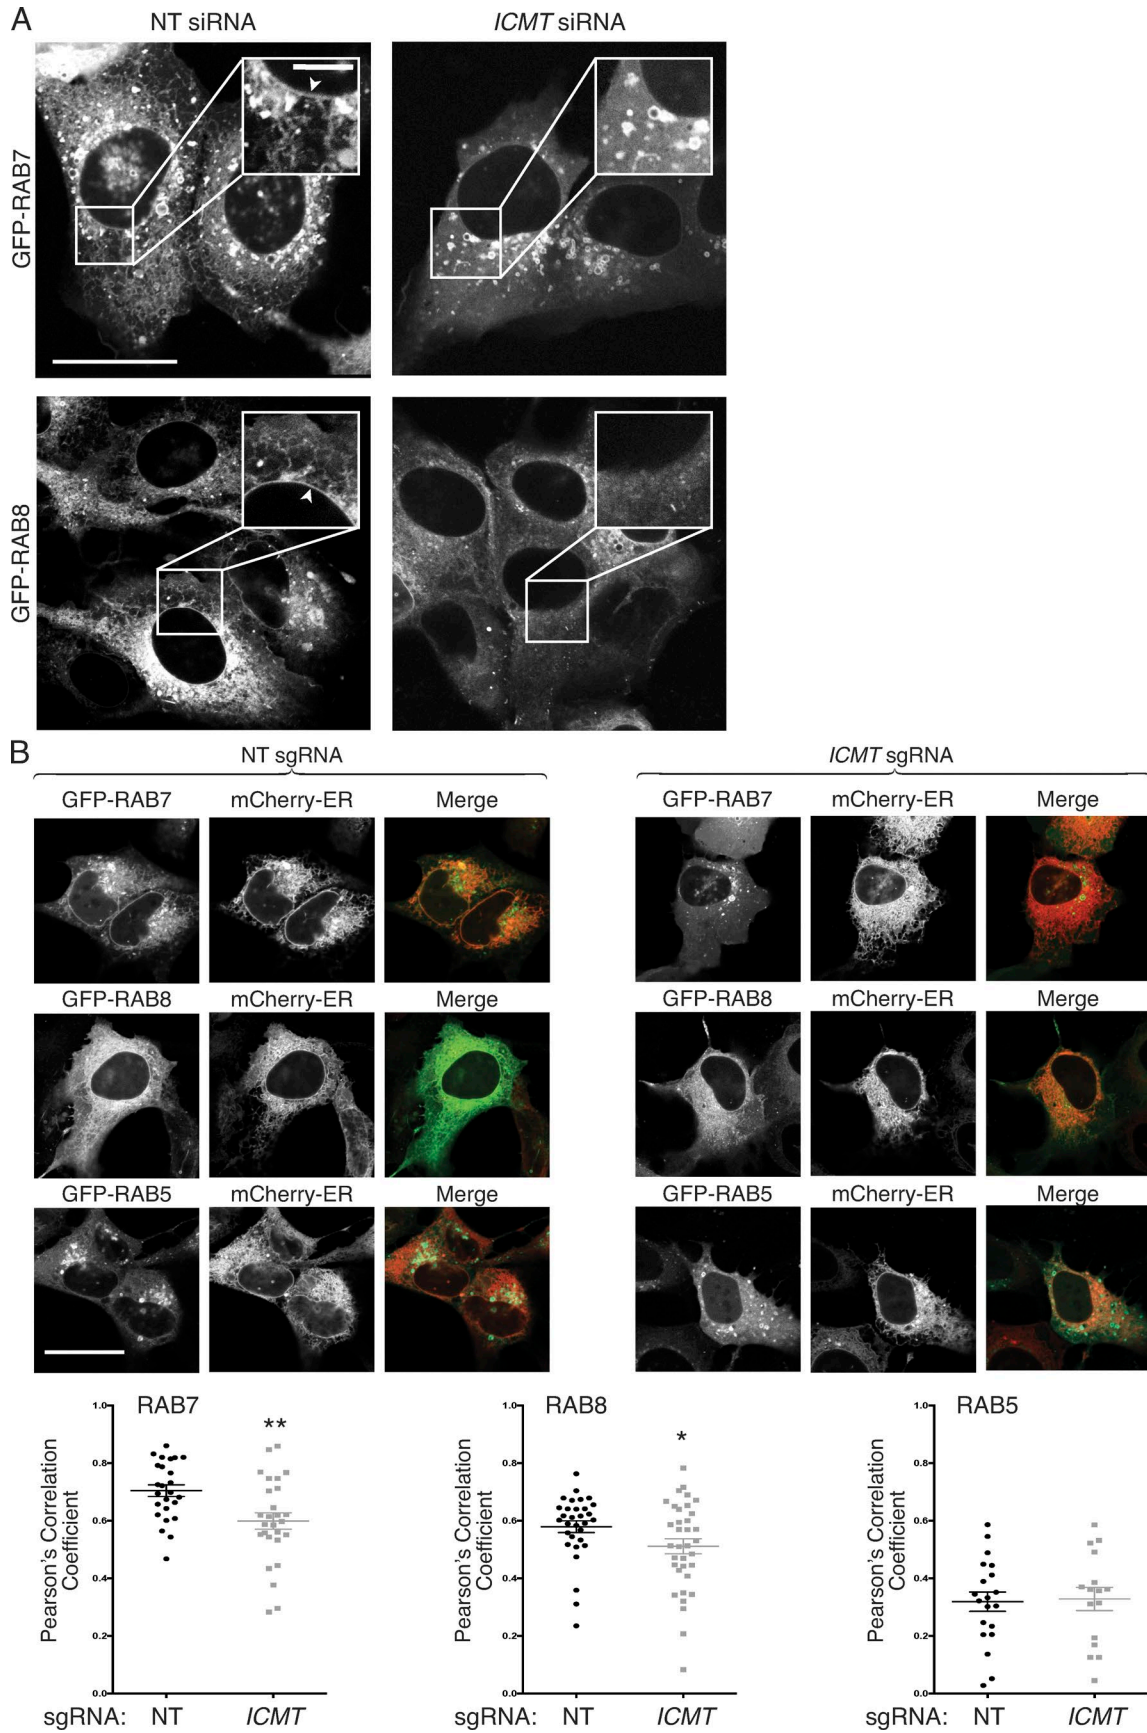 A
NT siRNA
ICMT siRNA
GFP-RAB7
GFP-RAB8
B
NT sgRNA
ICMT sgRNA
GFP-RAB7 mCherry-ER Merge
GFP-RAB7 mCherry-ER Merge
GFP-RAB8 mCherry-ER Merge
GFP-RAB8 mCherry-ER Merge
GFP-RAB5 mCherry-ER Merge
GFP-RAB5 mCherry-ER Merge
RAB7
**
Pearson's Correlation
Coefficient
1.0
0.8
0.6
0.4
0.2
0.0
sgRNA: NT ICMT
RAB8
*
Pearson's Correlation
Coefficient
1.0
0.8
0.6
0.4
0.2
0.0
sgRNA: NT ICMT
RAB5
Pearson's Correlation
Coefficient
1.0
0.8
0.6
0.4
0.2
0.0
sgRNA: NT ICMT